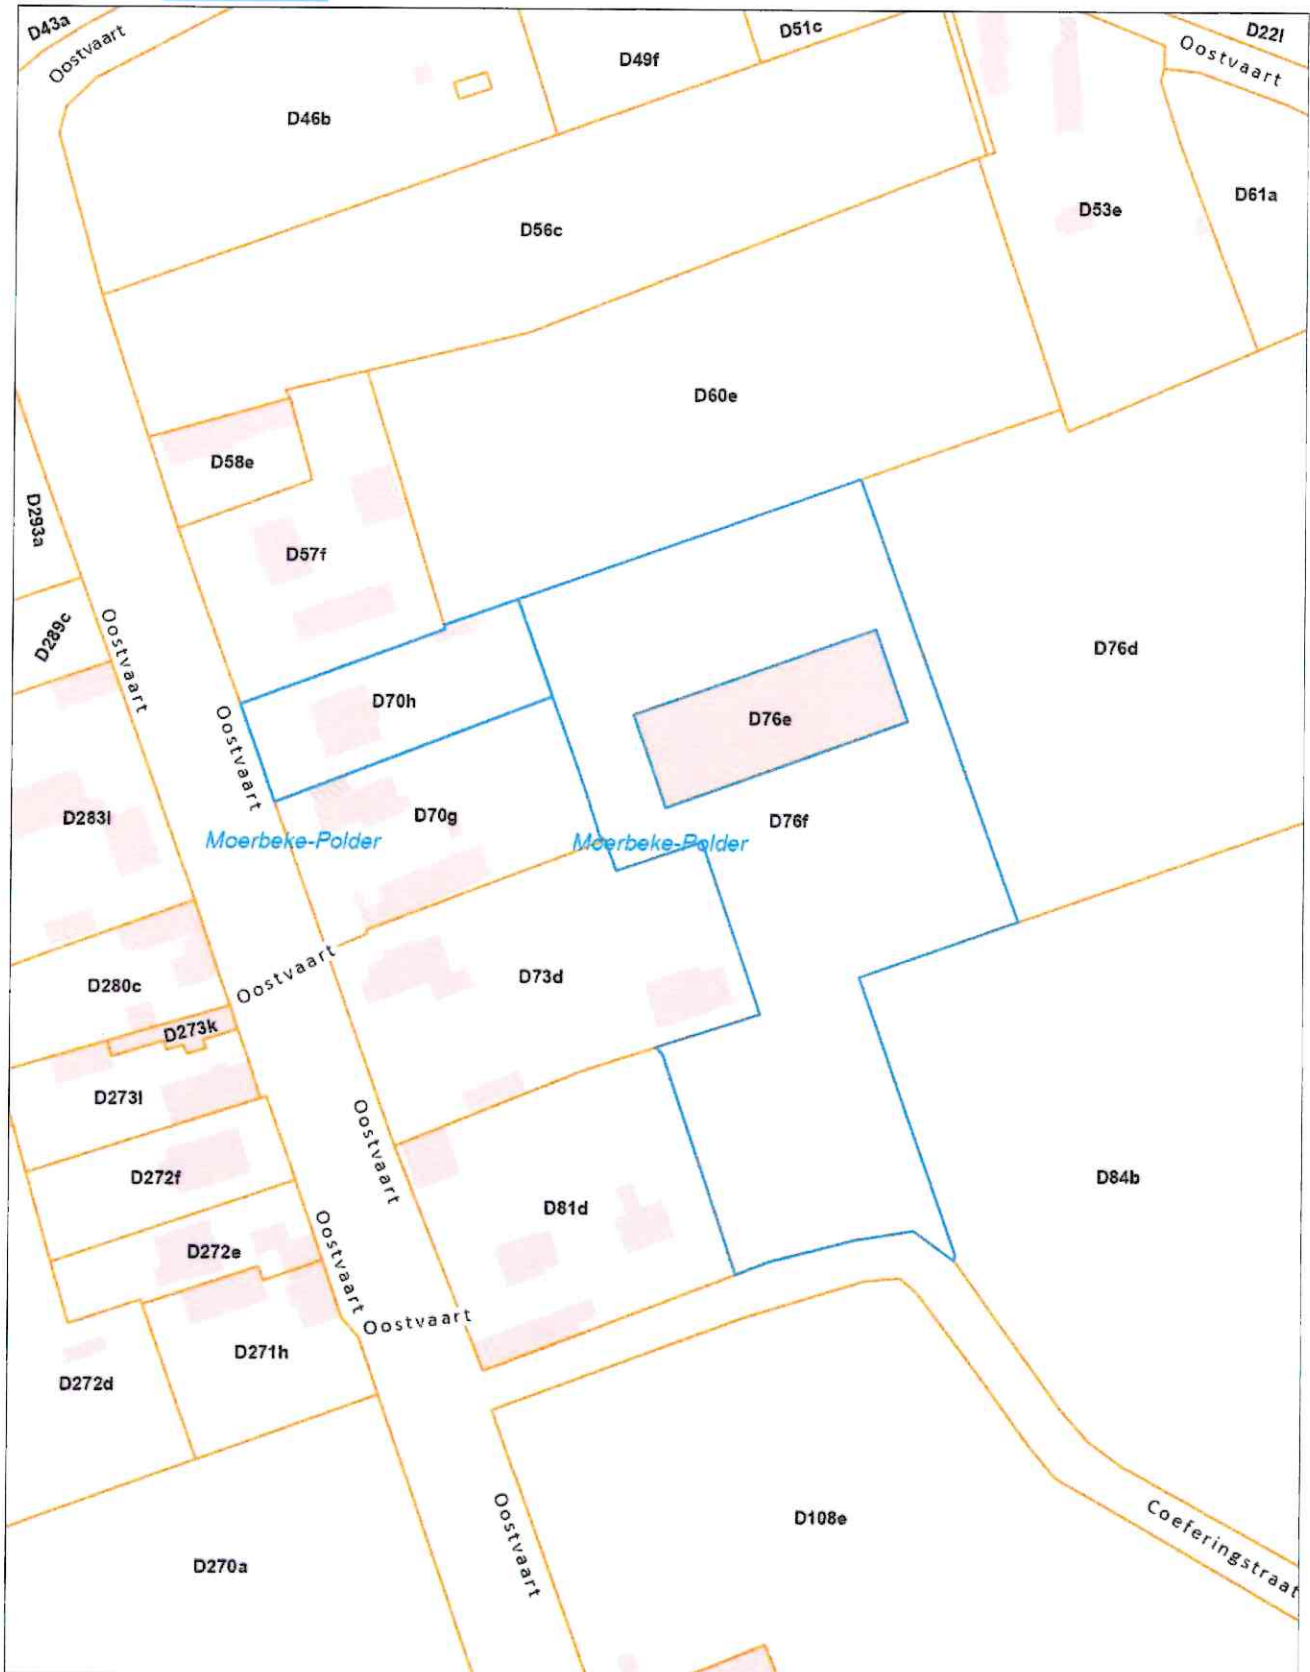 D43a
Oostvaart
D46b
D49f
D51c
D22l
Oostvaart
D61a
D53e
D56c
D60e
D58e
D57f
D293a
D289c
Oostvaart
D76d
D70h
Oostvaart
D76e
D283l
D70g
D76f
Moerbeke-Polder
Moerbeke-Polder
D280c
Oostvaart
D73d
D273k
D273l
Oostvaart
D272f
D84b
D81d
D272e
Oostvaart
Oostvaart
D271h
D272d
D108e
Oostvaart
Coeferingstraat
D270a